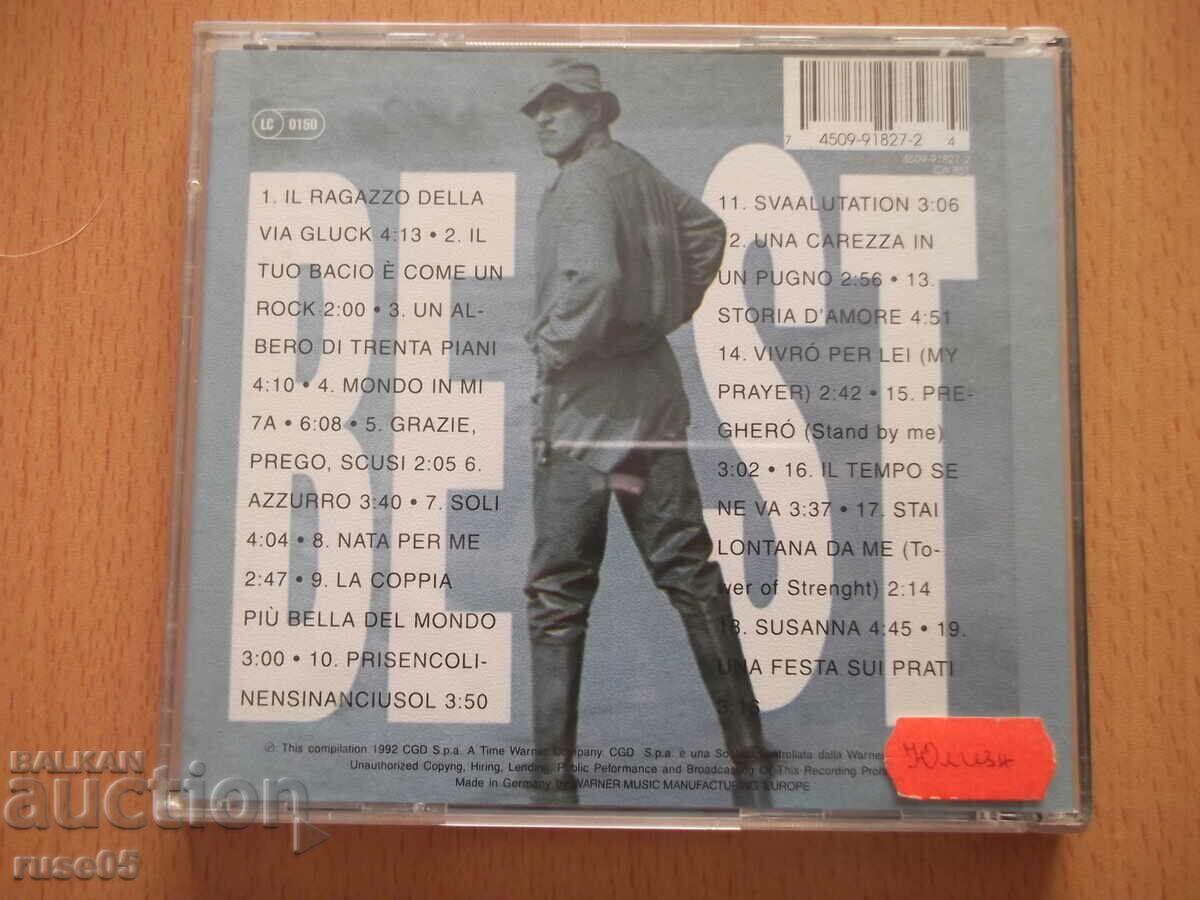 LC 0150
7 4509-91827-2 4
4509-91827-2
BEST
1. IL RAGAZZO DELLA
VIA GLUCK 4:13 • 2. IL
TUO BACIO È COME UN
ROCK 2:00 • 3. UN AL-
BERO DI TRENTA PIANI
4:10 • 4. MONDO IN MI
7A • 6:08 • 5. GRAZIE,
PREGO, SCUSI 2:05 6.
AZZURRO 3:40 • 7. SOLI
4:04 • 8. NATA PER ME
2:47 • 9. LA COPPIA
PIÙ BELLA DEL MONDO
3:00 • 10. PRISENCOLI-
NENSINANCIUSOL 3:50
11. SVAALUTATION 3:06
12. UNA CAREZZA IN
UN PUGNO 2:56 • 13.
STORIA D'AMORE 4:51
14. VIVRÓ PER LEI (MY
PRAYER) 2:42 • 15. PRE-
GHERÓ (Stand by me)
3:02 • 16. IL TEMPO SE
NE VA 3:37 • 17. STAI
LONTANA DA ME (To-
wer of Strenght) 2:14
18. SUSANNA 4:45 • 19.
UNA FESTA SUI PRATI
3:16
℗: This compilation 1992 CGD S.p.a. A Time Warner Company. CGD S.p.a. è una Società controllata dalla Warner
Unauthorized Copyng, Hiring, Lending, Public Peformance and Broadcasting Of This Recording
Made in Germany by WARNER MUSIC MANUFACTURING EUROPE
Юлиян
BALKAN
auction
ruse05